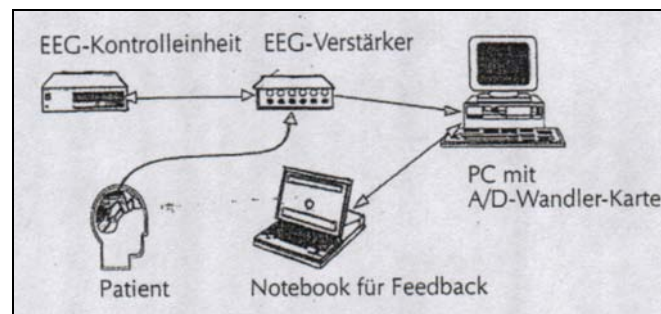 EEG-Kontrolleinheit
EEG-Verstärker
PC mit
A/D-Wandler-Karte
Patient
Notebook für Feedback